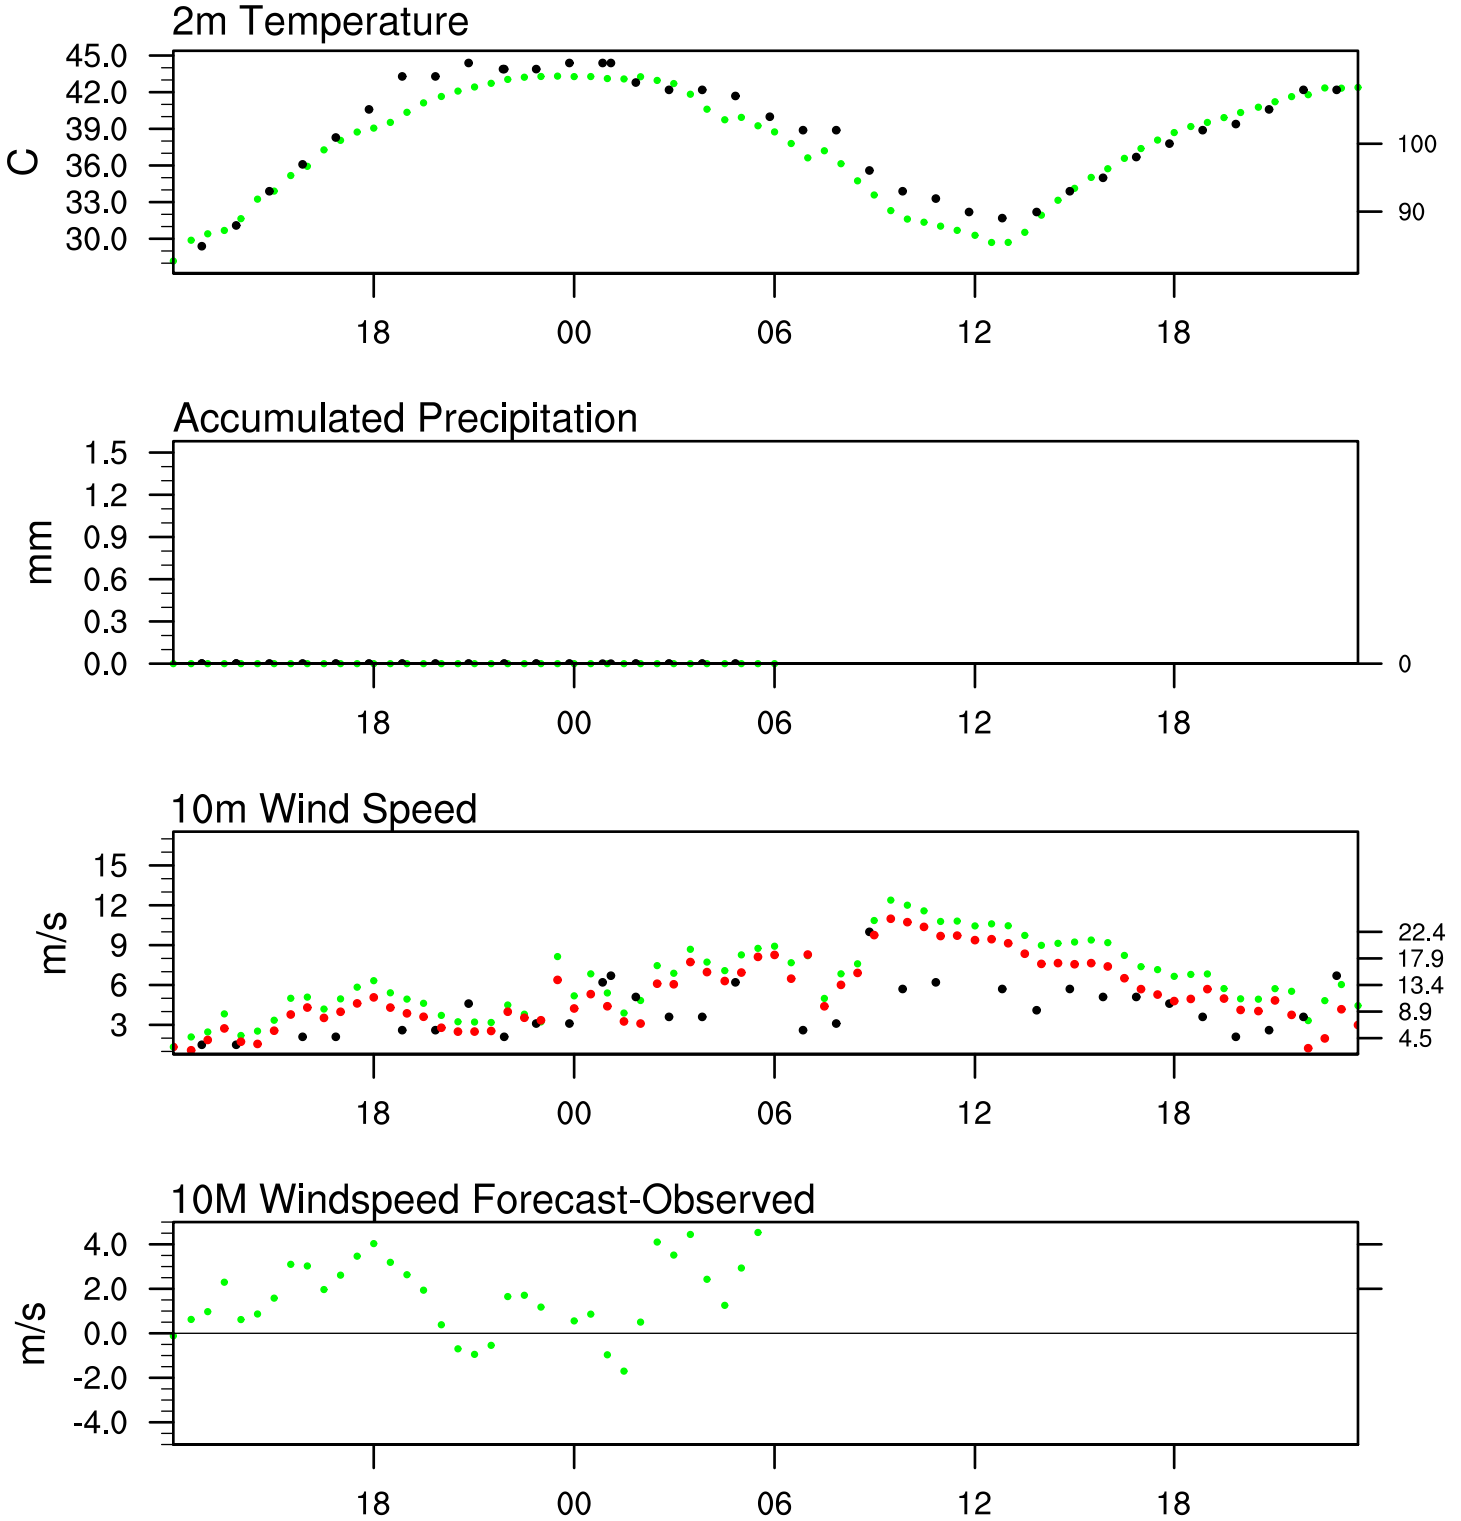 2m Temperature
45.0
42.0
39.0
36.0
33.0
30.0
C
100
90
18 00 06 12 18
Accumulated Precipitation
1.5
1.2
0.9
0.6
0.3
0.0
mm
0
18 00 06 12 18
10m Wind Speed
15
12
9
6
3
m/s
22.4
17.9
13.4
8.9
4.5
18 00 06 12 18
10M Windspeed Forecast-Observed
4.0
2.0
0.0
-2.0
-4.0
m/s
18 00 06 12 18